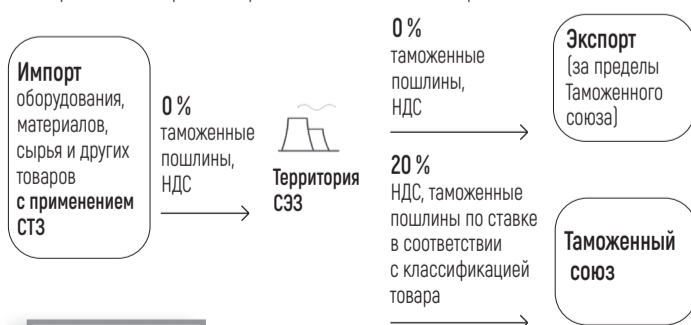 Импорт
оборудования,
материалов,
сырья и других
товаров
с применением
СТЗ
0 %
таможенные
пошлины,
НДС
Территория
СЭЗ
0 %
таможенные
пошлины,
НДС
Экспорт
(за пределы
Таможенного
союза)
20 %
НДС, таможенные
пошлины по ставке
в соответствии
с классификацией
товара
Таможенный
союз